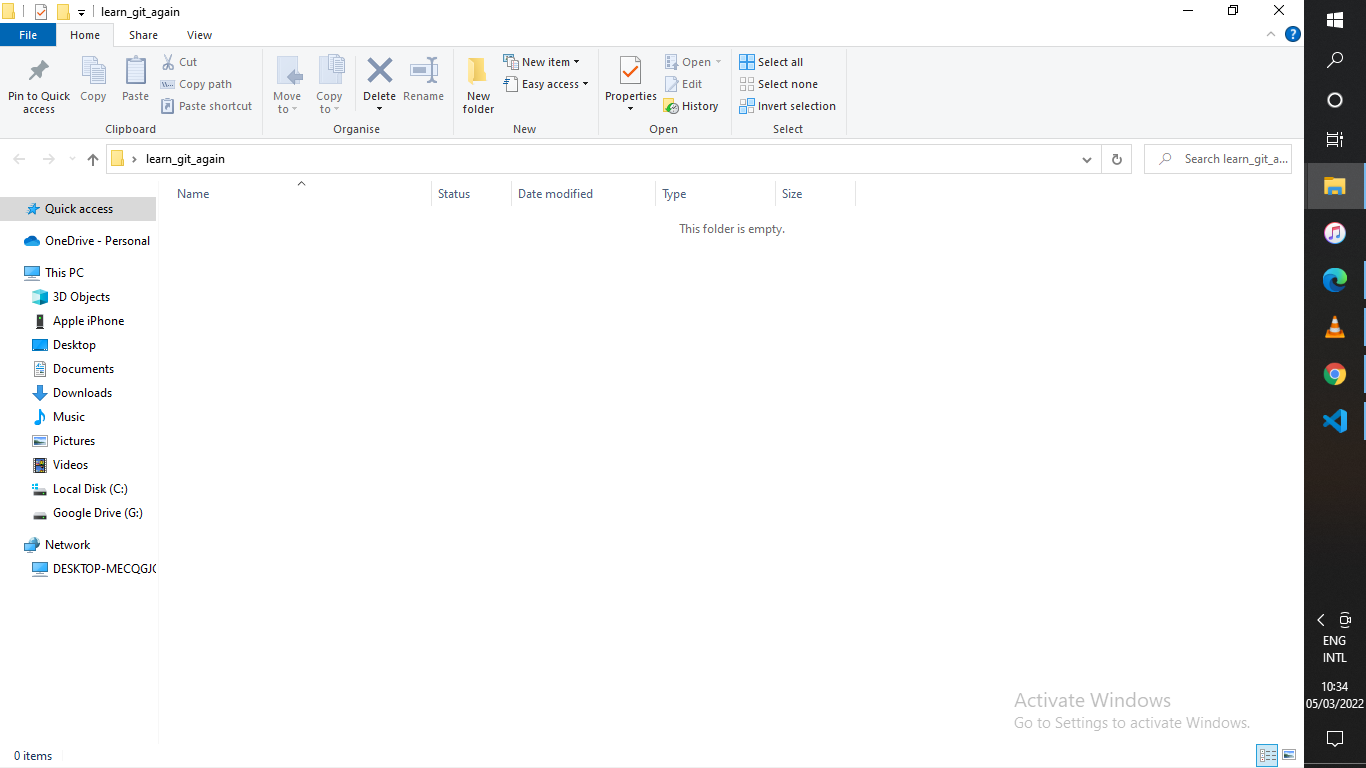 learn_git_again
File Home Share View
?
Pin to Quick access
Copy
Paste
Cut
Copy path
Paste shortcut
Clipboard
Move to
Copy to
Delete
Rename
Organise
New folder
New item
Easy access
New
Properties
Open
Edit
History
Open
Select all
Select none
Invert selection
Select
learn_git_again
Search learn_git_a...
Name Status Date modified Type Size
This folder is empty.
Quick access
OneDrive - Personal
This PC
3D Objects
Apple iPhone
Desktop
Documents
Downloads
Music
Pictures
Videos
Local Disk (C:)
Google Drive (G:)
Network
DESKTOP-MECQGJ
ENG
INTL
10:34
05/03/2022
Activate Windows
Go to Settings to activate Windows.
0 items